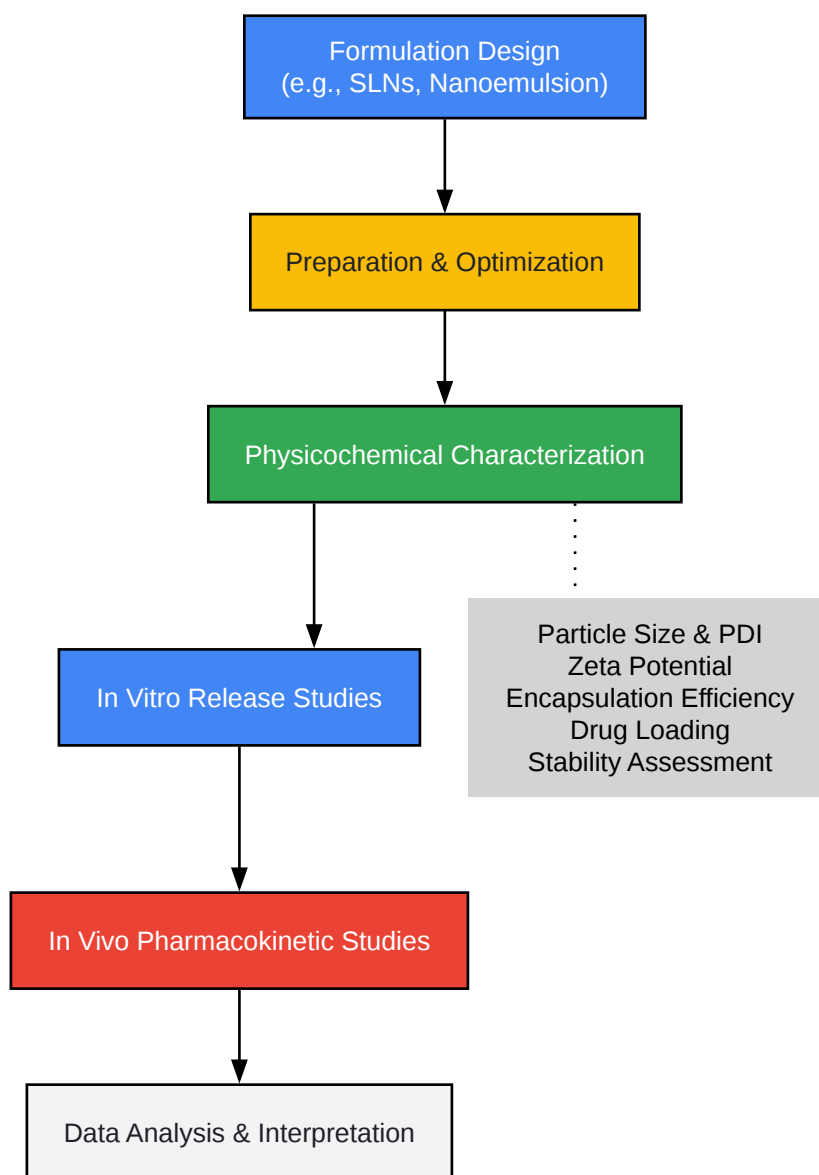 Formulation Design
(e.g., SLNs, Nanoemulsion)
Preparation & Optimization
Physicochemical Characterization
Particle Size & PDI
Zeta Potential
Encapsulation Efficiency
Drug Loading
Stability Assessment
In Vitro Release Studies
In Vivo Pharmacokinetic Studies
Data Analysis & Interpretation